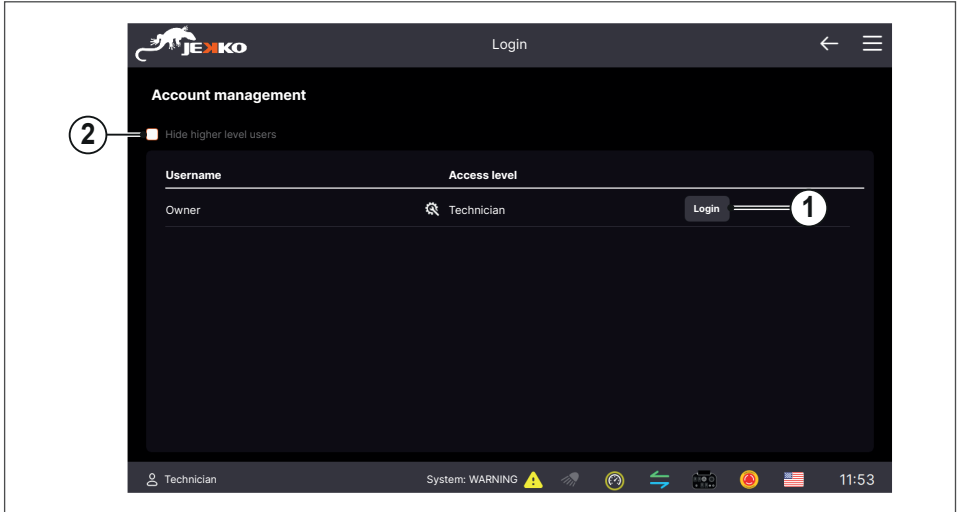 JEKKO
Login
Account management
2
Hide higher level users
Username Access level
Owner Technician Login
1
Technician System: WARNING 11:53